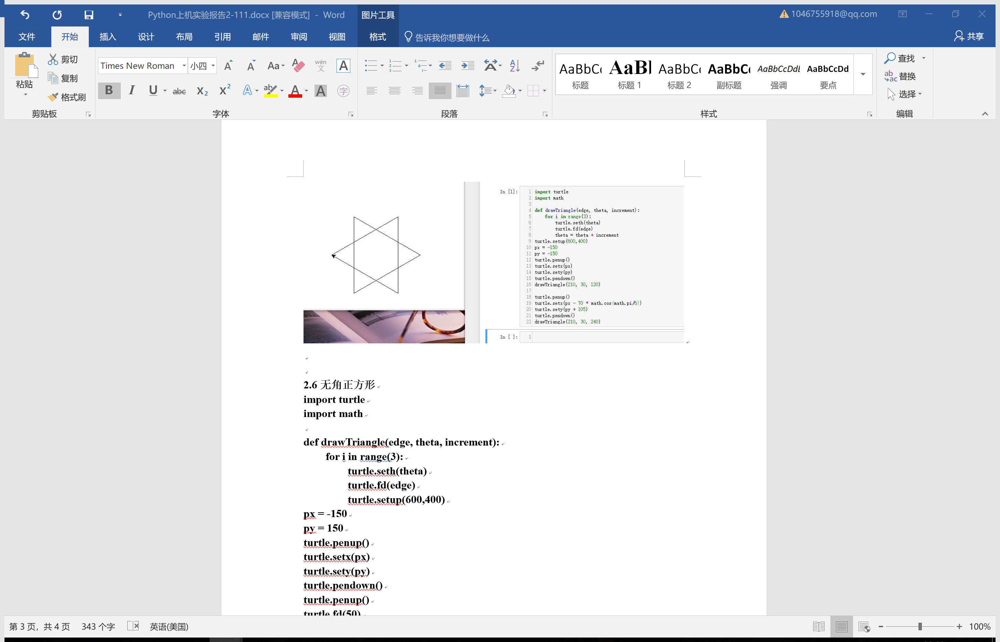 Python上机实验报告2-111.docx [兼容模式] - Word
图片工具
1046755918@qq.com
文件 开始 插入 设计 布局 引用 邮件 审阅 视图 格式 告诉我你想要做什么 共享
粘贴
剪切
复制
格式刷
剪贴板
Times New Roman 小四
字体
段落
AaBbCc AaBl AaBbCc AaBbCc AaBbCcDdE AaBbCcDd
标题 标题 1 标题 2 副标题 强调 要点
样式
查找
替换
选择
编辑
In [1]:
1 import turtle
2 import math
3
4 def drawTriangle(edge, theta, increment):
5 for i in range(3):
6 turtle.seth(theta)
7 turtle.fd(edge)
8 theta = theta + increment
9 turtle.setup(600,400)
10 px = -150
11 py = -150
12 turtle.penup()
13 turtle.setx(px)
14 turtle.sety(py)
15 turtle.pendown()
16 drawTriangle(210, 30, 120)
17
18 turtle.penup()
19 turtle.setx(px - 70 * math.cos(math.pi/6))
20 turtle.sety(py + 105)
21 turtle.pendown()
22 drawTriangle(210, 30, 240)
In [ ]: 1
2.6 无角正方形
import turtle
import math
def drawTriangle(edge, theta, increment):
for i in range(3):
turtle.seth(theta)
turtle.fd(edge)
turtle.setup(600,400)
px = -150
py = 150
turtle.penup()
turtle.setx(px)
turtle.sety(py)
turtle.pendown()
turtle.penup()
turtle.fd(50)
第 3 页，共 4 页 343 个字 英语(美国) 100%